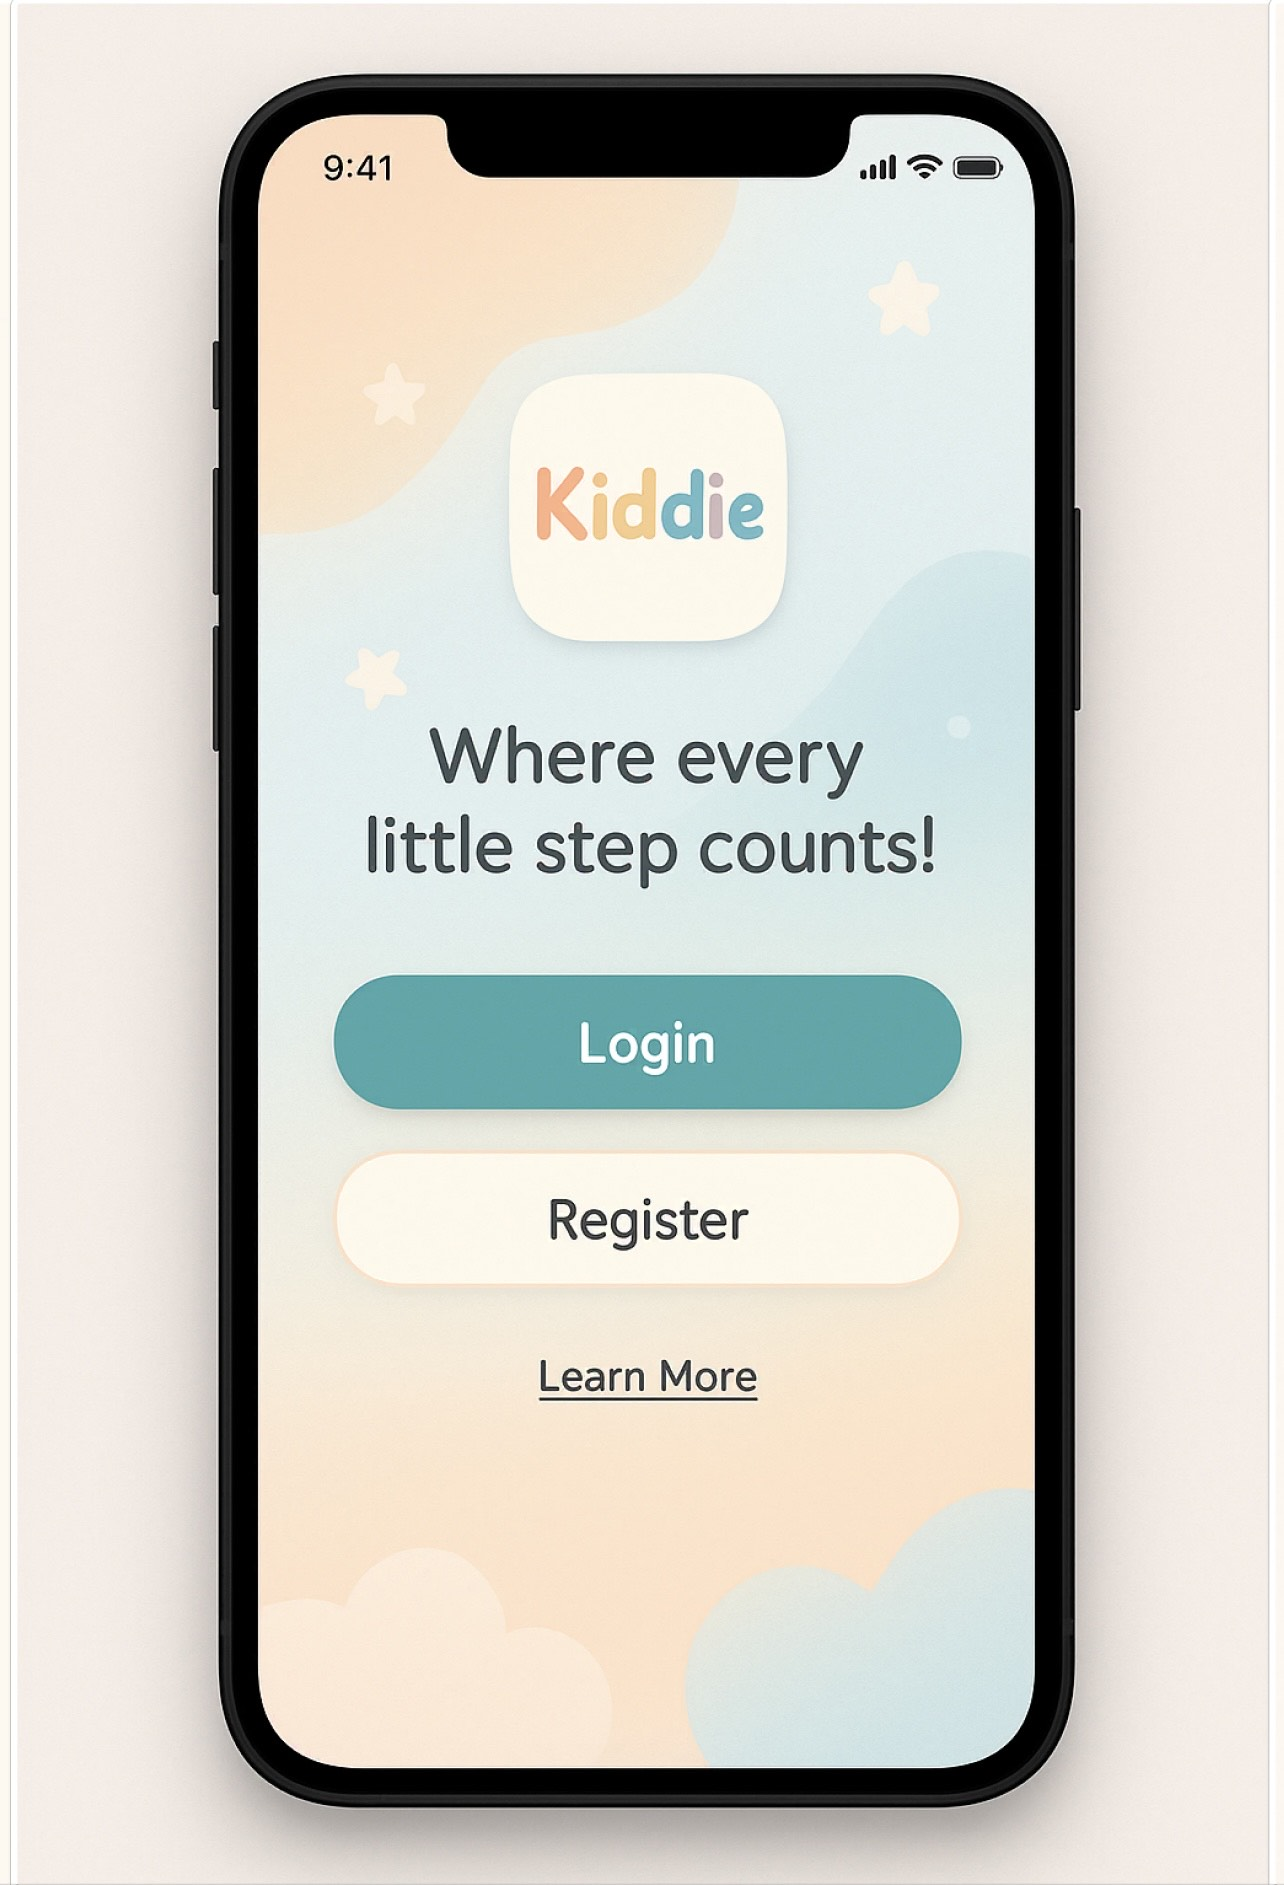 9:41
Kiddie
Where every
little step counts!
Login
Register
Learn More